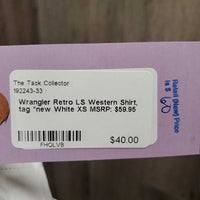 The Tack Collector
192243-33
Wrangler Retro LS Western Shirt,
tag *new White XS MSRP: $59.95
$40.00
FHQLVB
Retail (New) Price
is $ 60